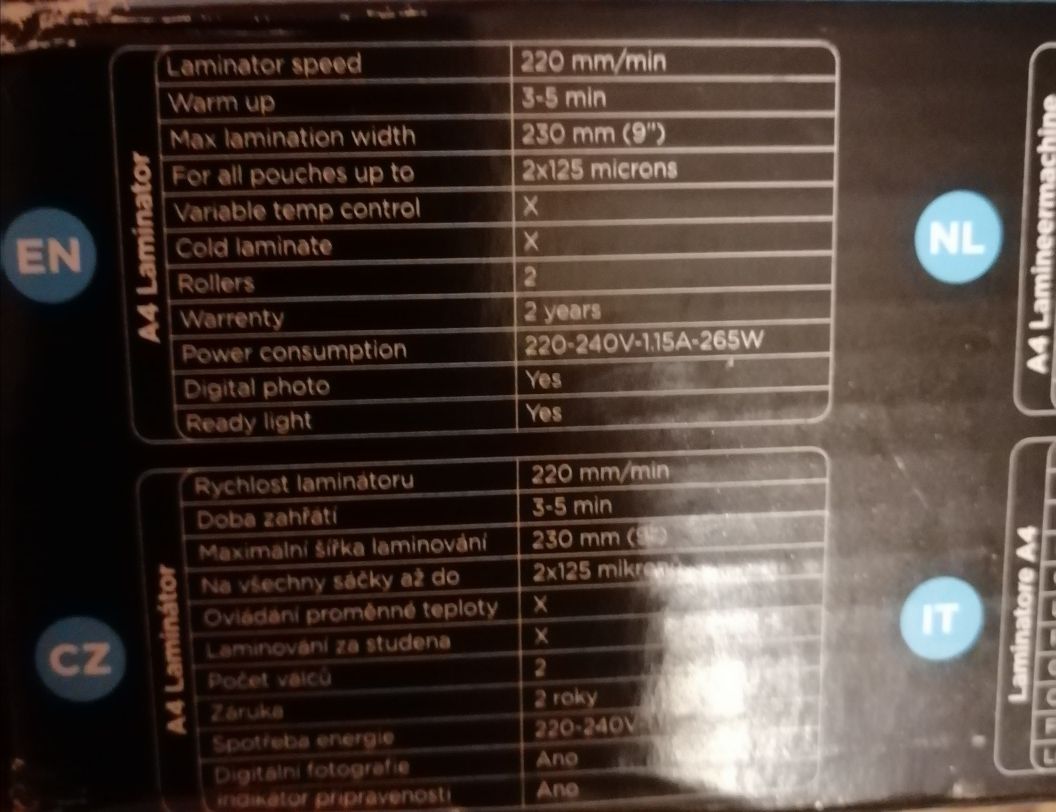 EN
A4 Laminator
Laminator speed 220 mm/min
Warm up 3-5 min
Max lamination width 230 mm (9")
For all pouches up to 2x125 microns
Variable temp control X
Cold laminate X
Rollers 2
Warrenty 2 years
Power consumption 220-240V-1.15A-265W
Digital photo Yes
Ready light Yes
CZ
A4 Laminátor
Rychlost laminátoru 220 mm/min
Doba zahřátí 3-5 min
Maximální šířka laminování 230 mm
Na všechny sáčky až do 2x125
Ovládání proměnné teploty X
Laminování za studena X
Počet válců 2
Záruka 2 roky
Spotřeba energie 220-240V
Digitální fotografie Ano
Indikátor připravenosti Ano
NL
A4 Lamineermachine
IT
Laminatore A4